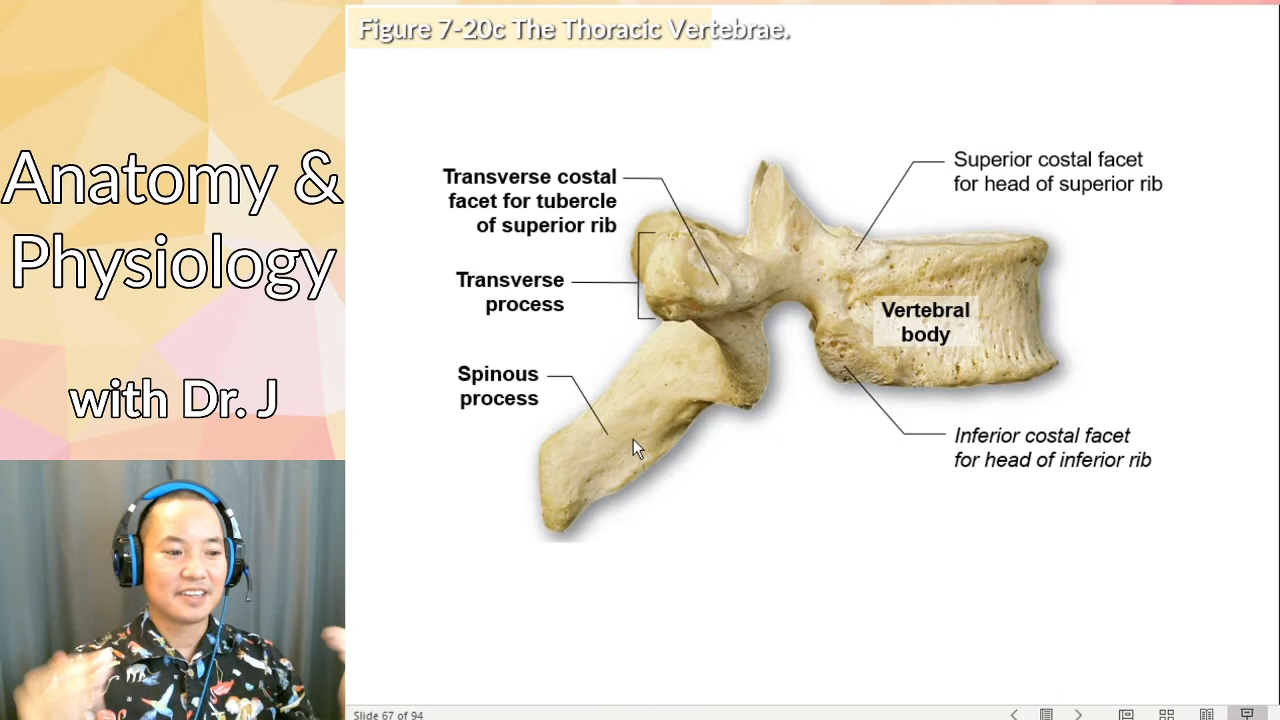 Figure 7-20c The Thoracic Vertebrae.
Anatomy &
Physiology
with Dr. J
Transverse costal
facet for tubercle
of superior rib
Transverse
process
Spinous
process
Superior costal facet
for head of superior rib
Vertebral
body
Inferior costal facet
for head of inferior rib
Slide 67 of 94